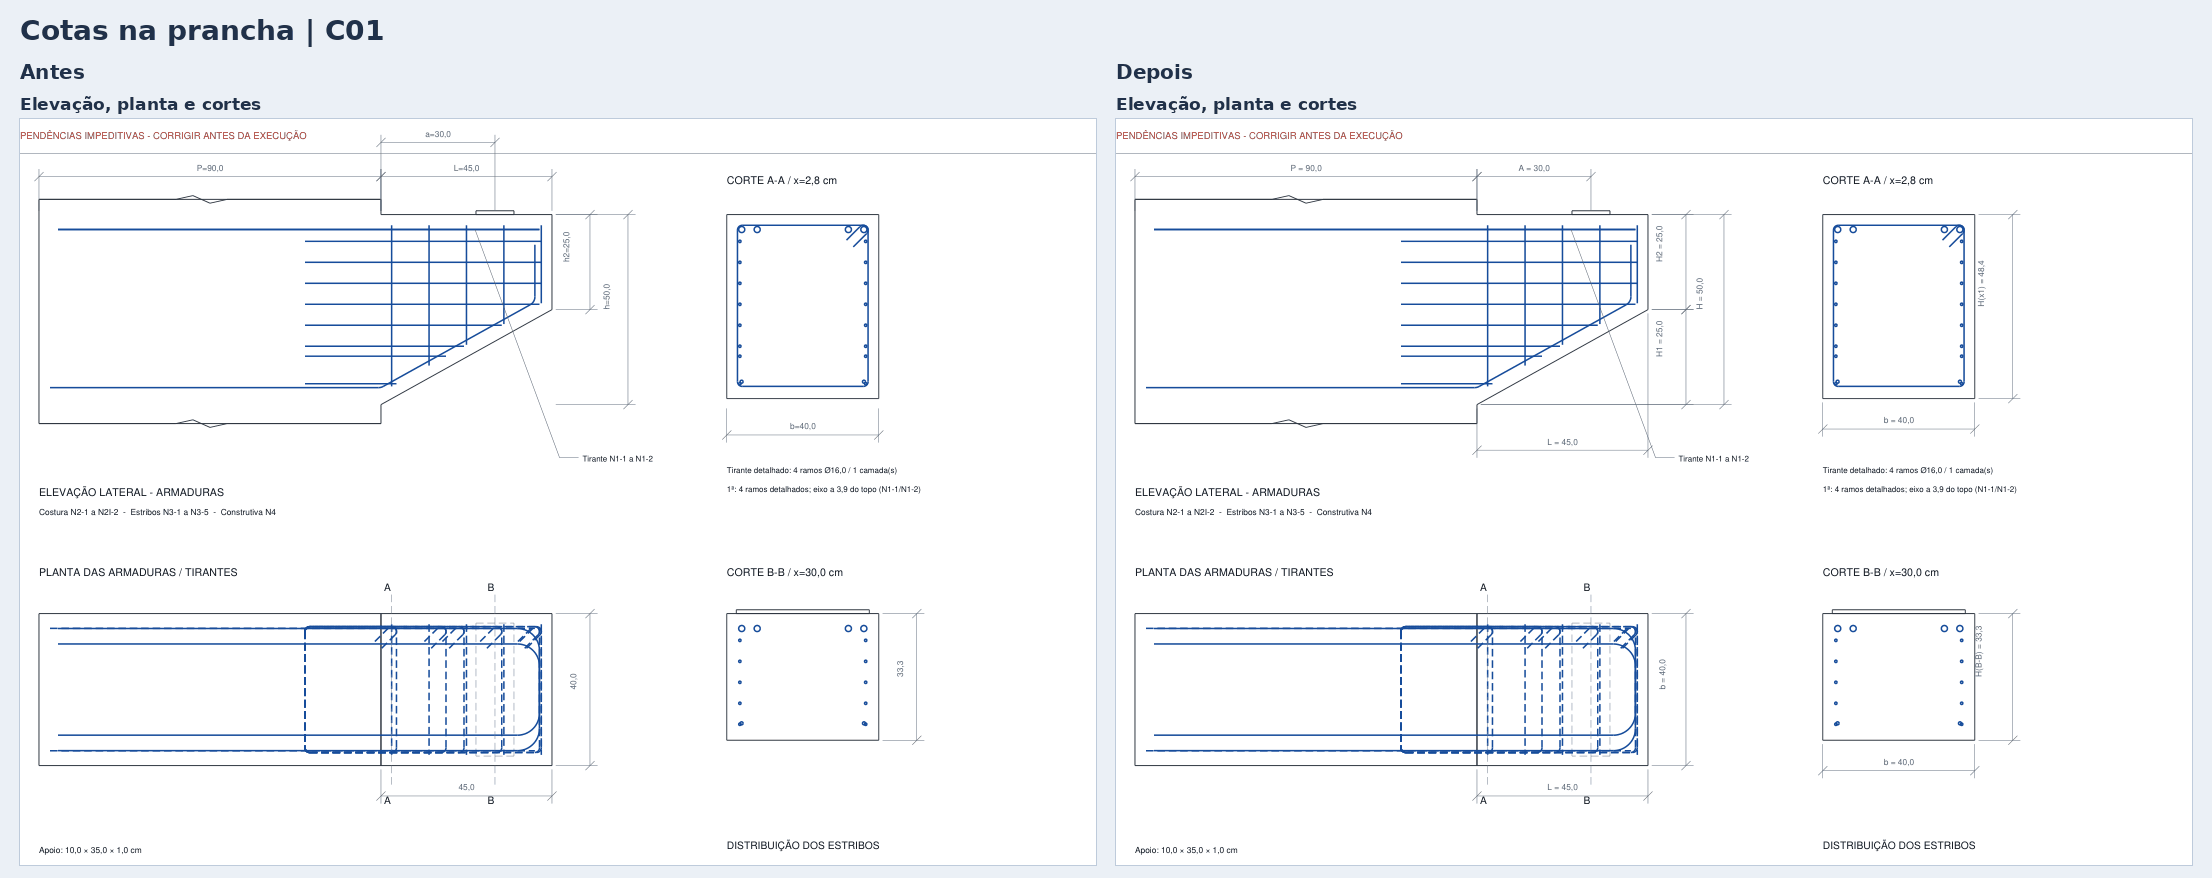 Cotas na prancha | C01
Antes
Elevação, planta e cortes
PENDÊNCIAS IMPEDITIVAS - CORRIGIR ANTES DA EXECUÇÃO
a=30,0
P=90,0
L=45,0
h2=25,0
h=50,0
Tirante N1-1 a N1-2
ELEVAÇÃO LATERAL - ARMADURAS
Costura N2-1 a N2I-2 - Estribos N3-1 a N3-5 - Construtiva N4
CORTE A-A / x=2,8 cm
b=40,0
Tirante detalhado: 4 ramos Ø16,0 / 1 camada(s)
1ª: 4 ramos detalhados; eixo a 3,9 do topo (N1-1/N1-2)
PLANTA DAS ARMADURAS / TIRANTES
A
B
40,0
45,0
A
B
Apoio: 10,0 × 35,0 × 1,0 cm
CORTE B-B / x=30,0 cm
33,3
DISTRIBUIÇÃO DOS ESTRIBOS
Depois
Elevação, planta e cortes
PENDÊNCIAS IMPEDITIVAS - CORRIGIR ANTES DA EXECUÇÃO
P = 90,0
A = 30,0
H2 = 25,0
H = 50,0
H1 = 25,0
L = 45,0
Tirante N1-1 a N1-2
ELEVAÇÃO LATERAL - ARMADURAS
Costura N2-1 a N2I-2 - Estribos N3-1 a N3-5 - Construtiva N4
CORTE A-A / x=2,8 cm
H(x1) = 48,4
b = 40,0
Tirante detalhado: 4 ramos Ø16,0 / 1 camada(s)
1ª: 4 ramos detalhados; eixo a 3,9 do topo (N1-1/N1-2)
PLANTA DAS ARMADURAS / TIRANTES
A
B
b = 40,0
L = 45,0
A
B
Apoio: 10,0 × 35,0 × 1,0 cm
CORTE B-B / x=30,0 cm
H(B-B) = 33,3
b = 40,0
DISTRIBUIÇÃO DOS ESTRIBOS